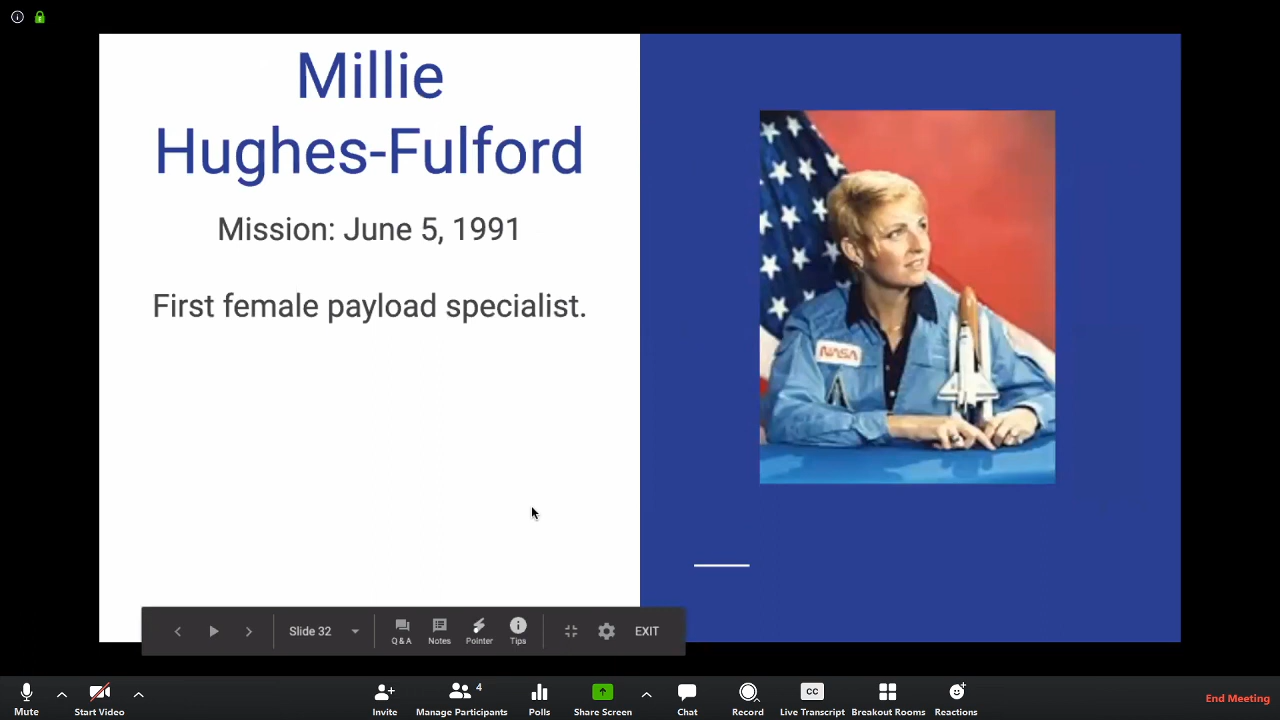 Millie
Hughes-Fulford
Mission: June 5, 1991
First female payload specialist.
NASA
Slide 32
Q & A
Notes
Pointer
Tips
EXIT
Mute
Start Video
Invite
4
Manage Participants
Polls
Share Screen
Chat
Record
CC
Live Transcript
Breakout Rooms
Reactions
End Meeting